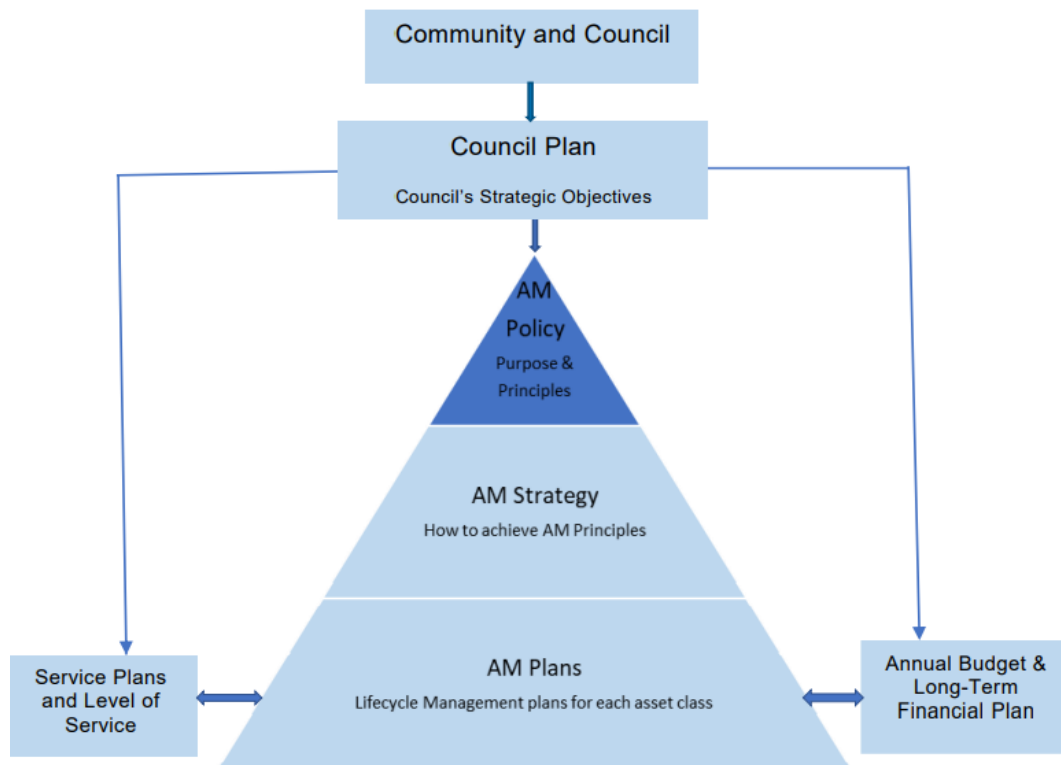 Community and Council
Council Plan
Council's Strategic Objectives
AM
Policy
Purpose &
Principles
AM Strategy
How to achieve AM Principles
AM Plans
Lifecycle Management plans for each asset class
Service Plans
and Level of
Service
Annual Budget &
Long-Term
Financial Plan